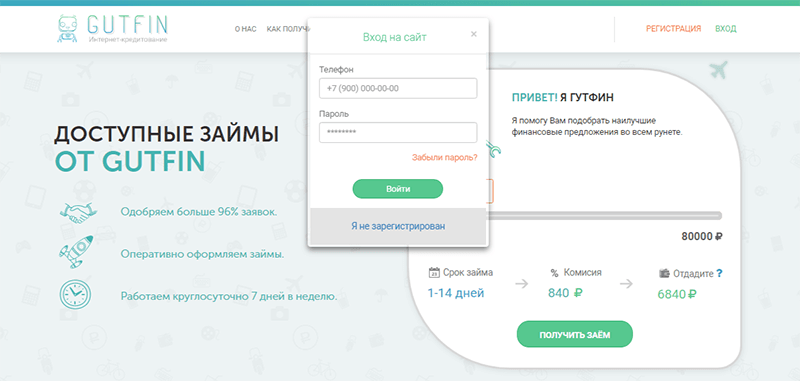 GUTFIN
Интернет-кредитование
О НАС
КАК ПОЛУЧ
РЕГИСТРАЦИЯ
ВХОД
Вход на сайт
×
Телефон
+7 (900) 000-00-00
Пароль
********
Забыли пароль?
Войти
Я не зарегистрирован
ДОСТУПНЫЕ ЗАЙМЫ
ОТ GUTFIN
Одобряем больше 96% заявок.
Оперативно оформляем займы.
Работаем круглосуточно 7 дней в неделю.
ПРИВЕТ! Я ГУТФИН
Я помогу Вам подобрать наилучшие
финансовые предложения во всем рунете.
80000 ₽
Срок займа
1-14 дней
% Комисия
840 ₽
Отдадите ?
6840 ₽
ПОЛУЧИТЬ ЗАЁМ